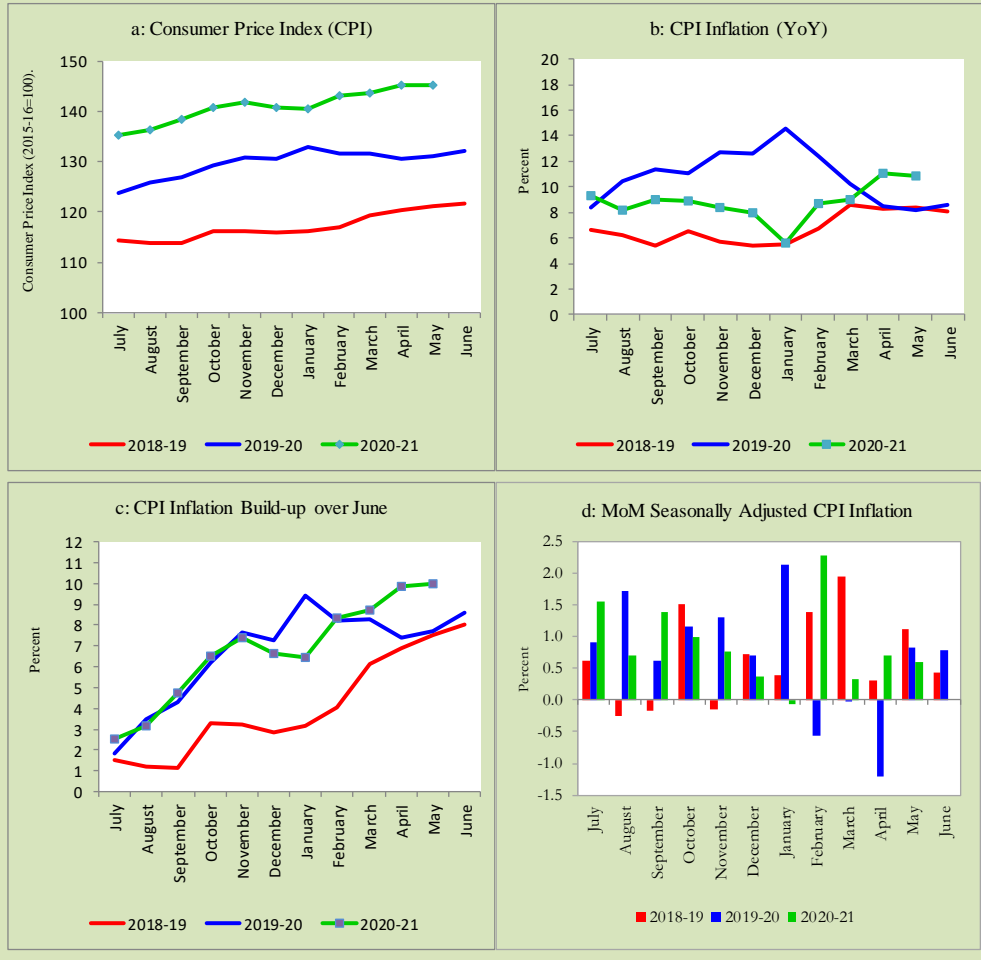 a: Consumer Price Index (CPI)
Consumer Price Index (2015-16=100).
150
140
130
120
110
100
July
August
September
October
November
December
January
February
March
April
May
June
2018-19
2019-20
2020-21
b: CPI Inflation (YoY)
Percent
20
18
16
14
12
10
8
6
4
2
0
July
August
September
October
November
December
January
February
March
April
May
June
2018-19
2019-20
2020-21
c: CPI Inflation Build-up over June
Percent
12
11
10
9
8
7
6
5
4
3
2
1
0
July
August
September
October
November
December
January
February
March
April
May
June
2018-19
2019-20
2020-21
d: MoM Seasonally Adjusted CPI Inflation
Percent
2.5
2.0
1.5
1.0
0.5
0.0
-0.5
-1.0
-1.5
July
August
September
October
November
December
January
February
March
April
May
June
2018-19
2019-20
2020-21